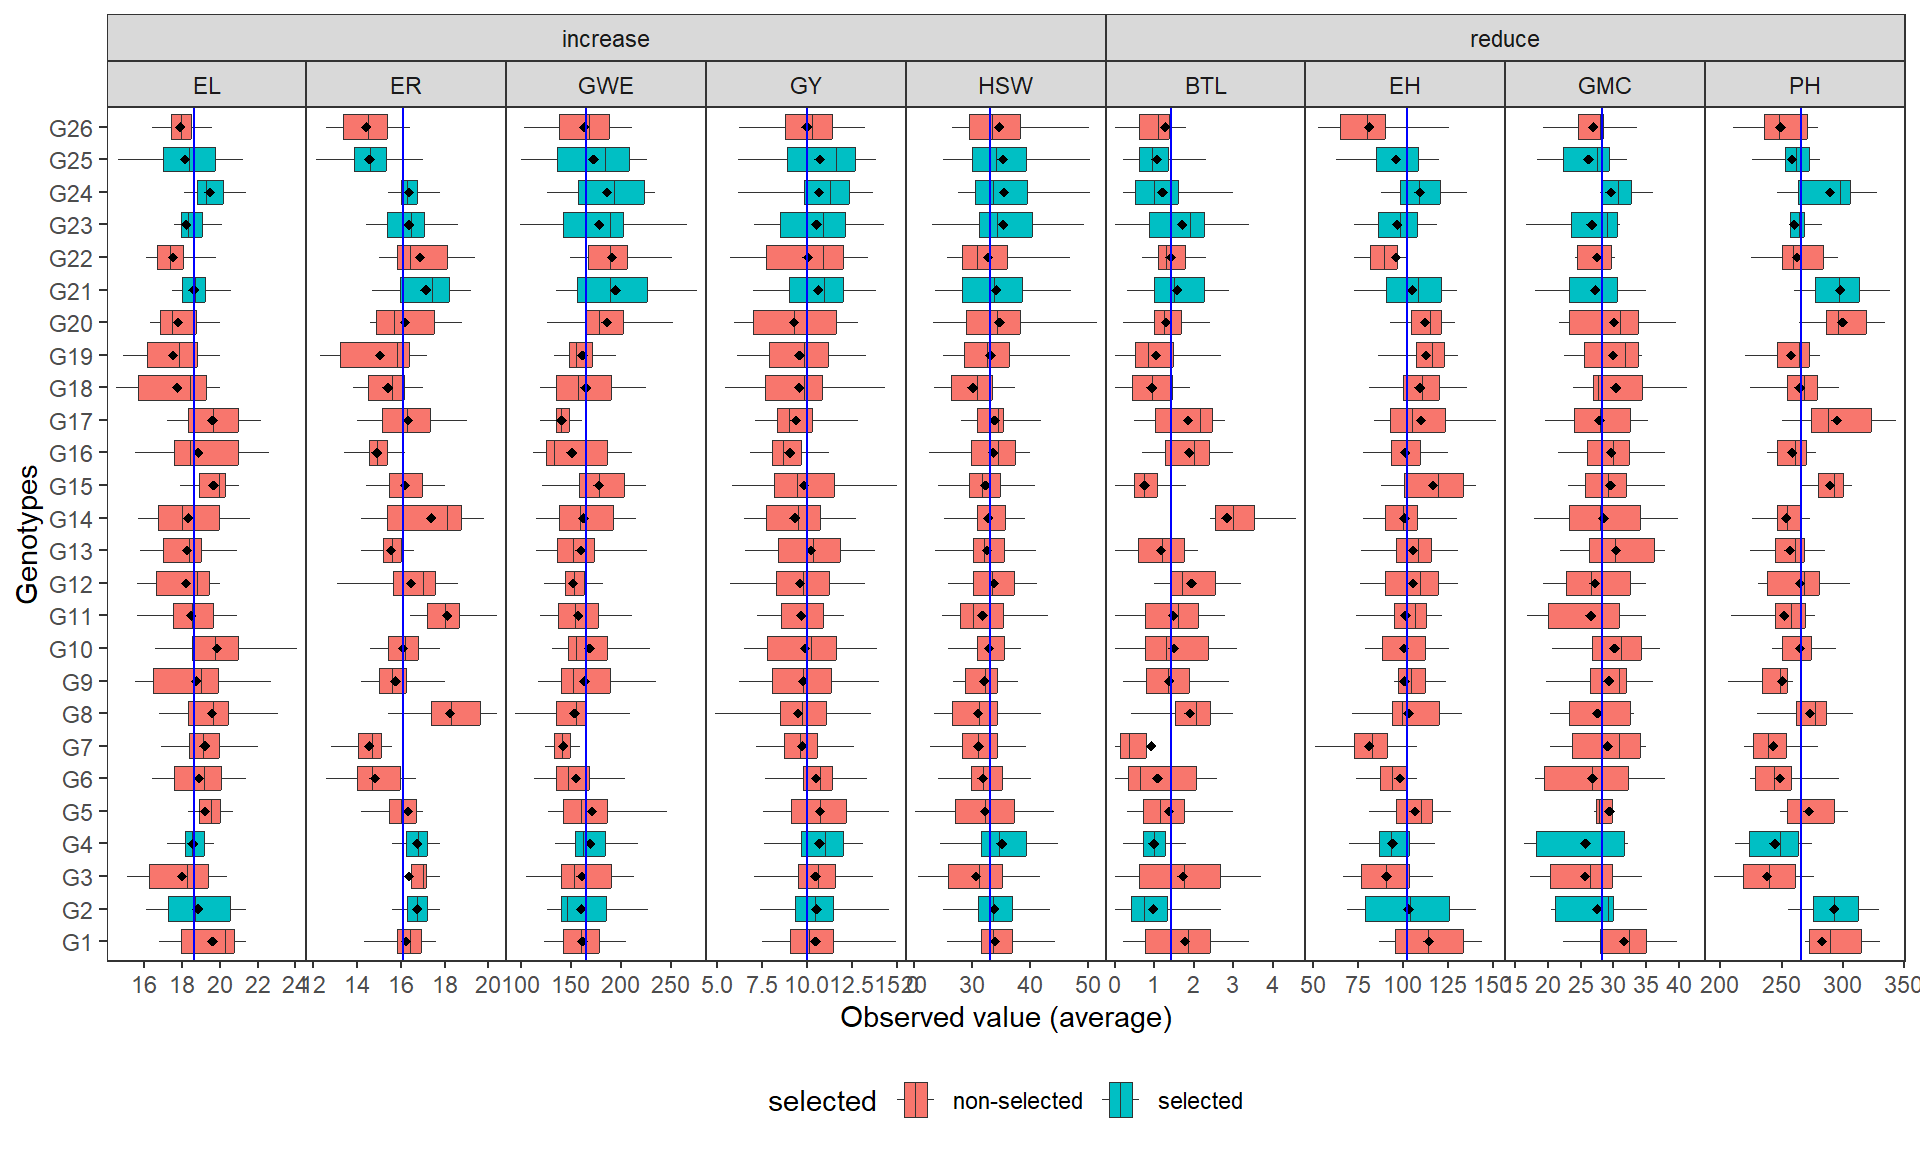 increase reduce
EL ER GWE GY HSW BTL EH GMC PH
Genotypes
G26
G25
G24
G23
G22
G21
G20
G19
G18
G17
G16
G15
G14
G13
G12
G11
G10
G9
G8
G7
G6
G5
G4
G3
G2
G1
16 18 20 22 24 12 14 16 18 20 100 150 200 250 5.0 7.5 10.0 12.5 15.0 20 30 40 50 0 1 2 3 4 50 75 100 125 150 15 20 25 30 35 40 200 250 300 350
Observed value (average)
selected non-selected selected